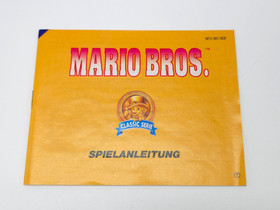 MARIO BROS.
CLASSIC SERIE
SPIELANLEITUNG